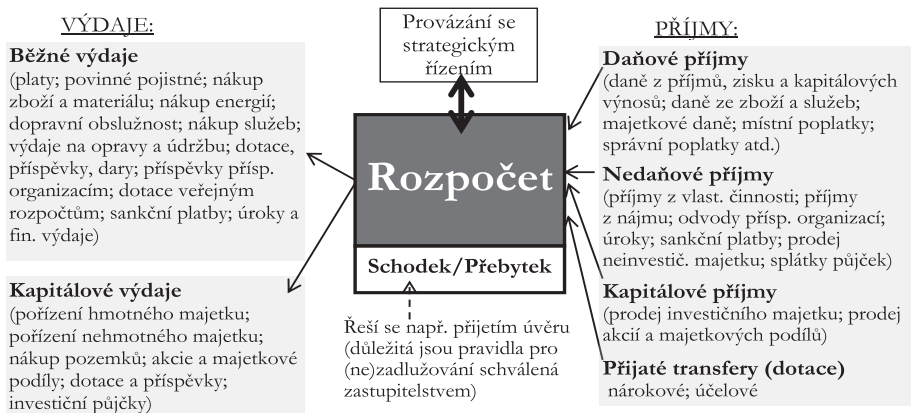 VÝDAJE:
Běžné výdaje
(platy; povinné pojistné; nákup
zboží a materiálu; nákup energií;
dopravní obslužnost; nákup služeb;
výdaje na opravy a údržbu; dotace,
příspěvky, dary; příspěvky přísp.
organizacím; dotace veřejným
rozpočtům; sankční platby; úroky a
fin. výdaje)
Kapitálové výdaje
(pořízení hmotného majetku;
pořízení nehmotného majetku;
nákup pozemků; akcie a majetkové
podíly; dotace a příspěvky;
investiční půjčky)
Provázání se
strategickým
řízením
Rozpočet
Schodek/Přebytek
Řeší se např. přijetím úvěru
(důležitá jsou pravidla pro
(ne)zadlužování schválená
zastupitelstvem)
PŘÍJMY:
Daňové příjmy
(daně z příjmů, zisku a kapitálových
výnosů; daně ze zboží a služeb;
majetkové daně; místní poplatky;
správní poplatky atd.)
Nedaňové příjmy
(příjmy z vlast. činnosti; příjmy
z nájmu; odvody přísp. organizací;
úroky; sankční platby; prodej
neinvestič. majetku; splátky půjček)
Kapitálové příjmy
(prodej investičního majetku; prodej
akcií a majetkových podílů)
Přijaté transfery (dotace)
nárokové; účelové